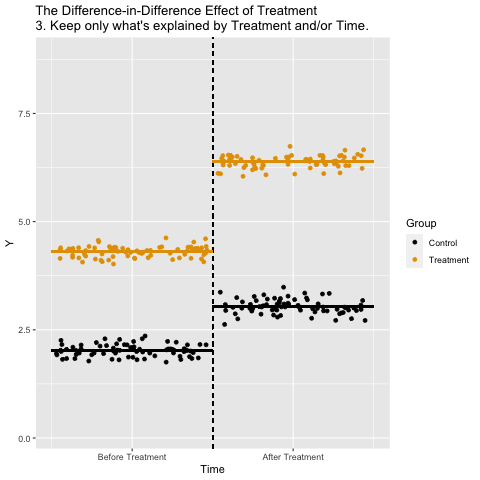 The Difference-in-Difference Effect of Treatment
3. Keep only what's explained by Treatment and/or Time.
7.5
5.0
2.5
0.0
Y
Before Treatment
After Treatment
Time
Group
Control
Treatment